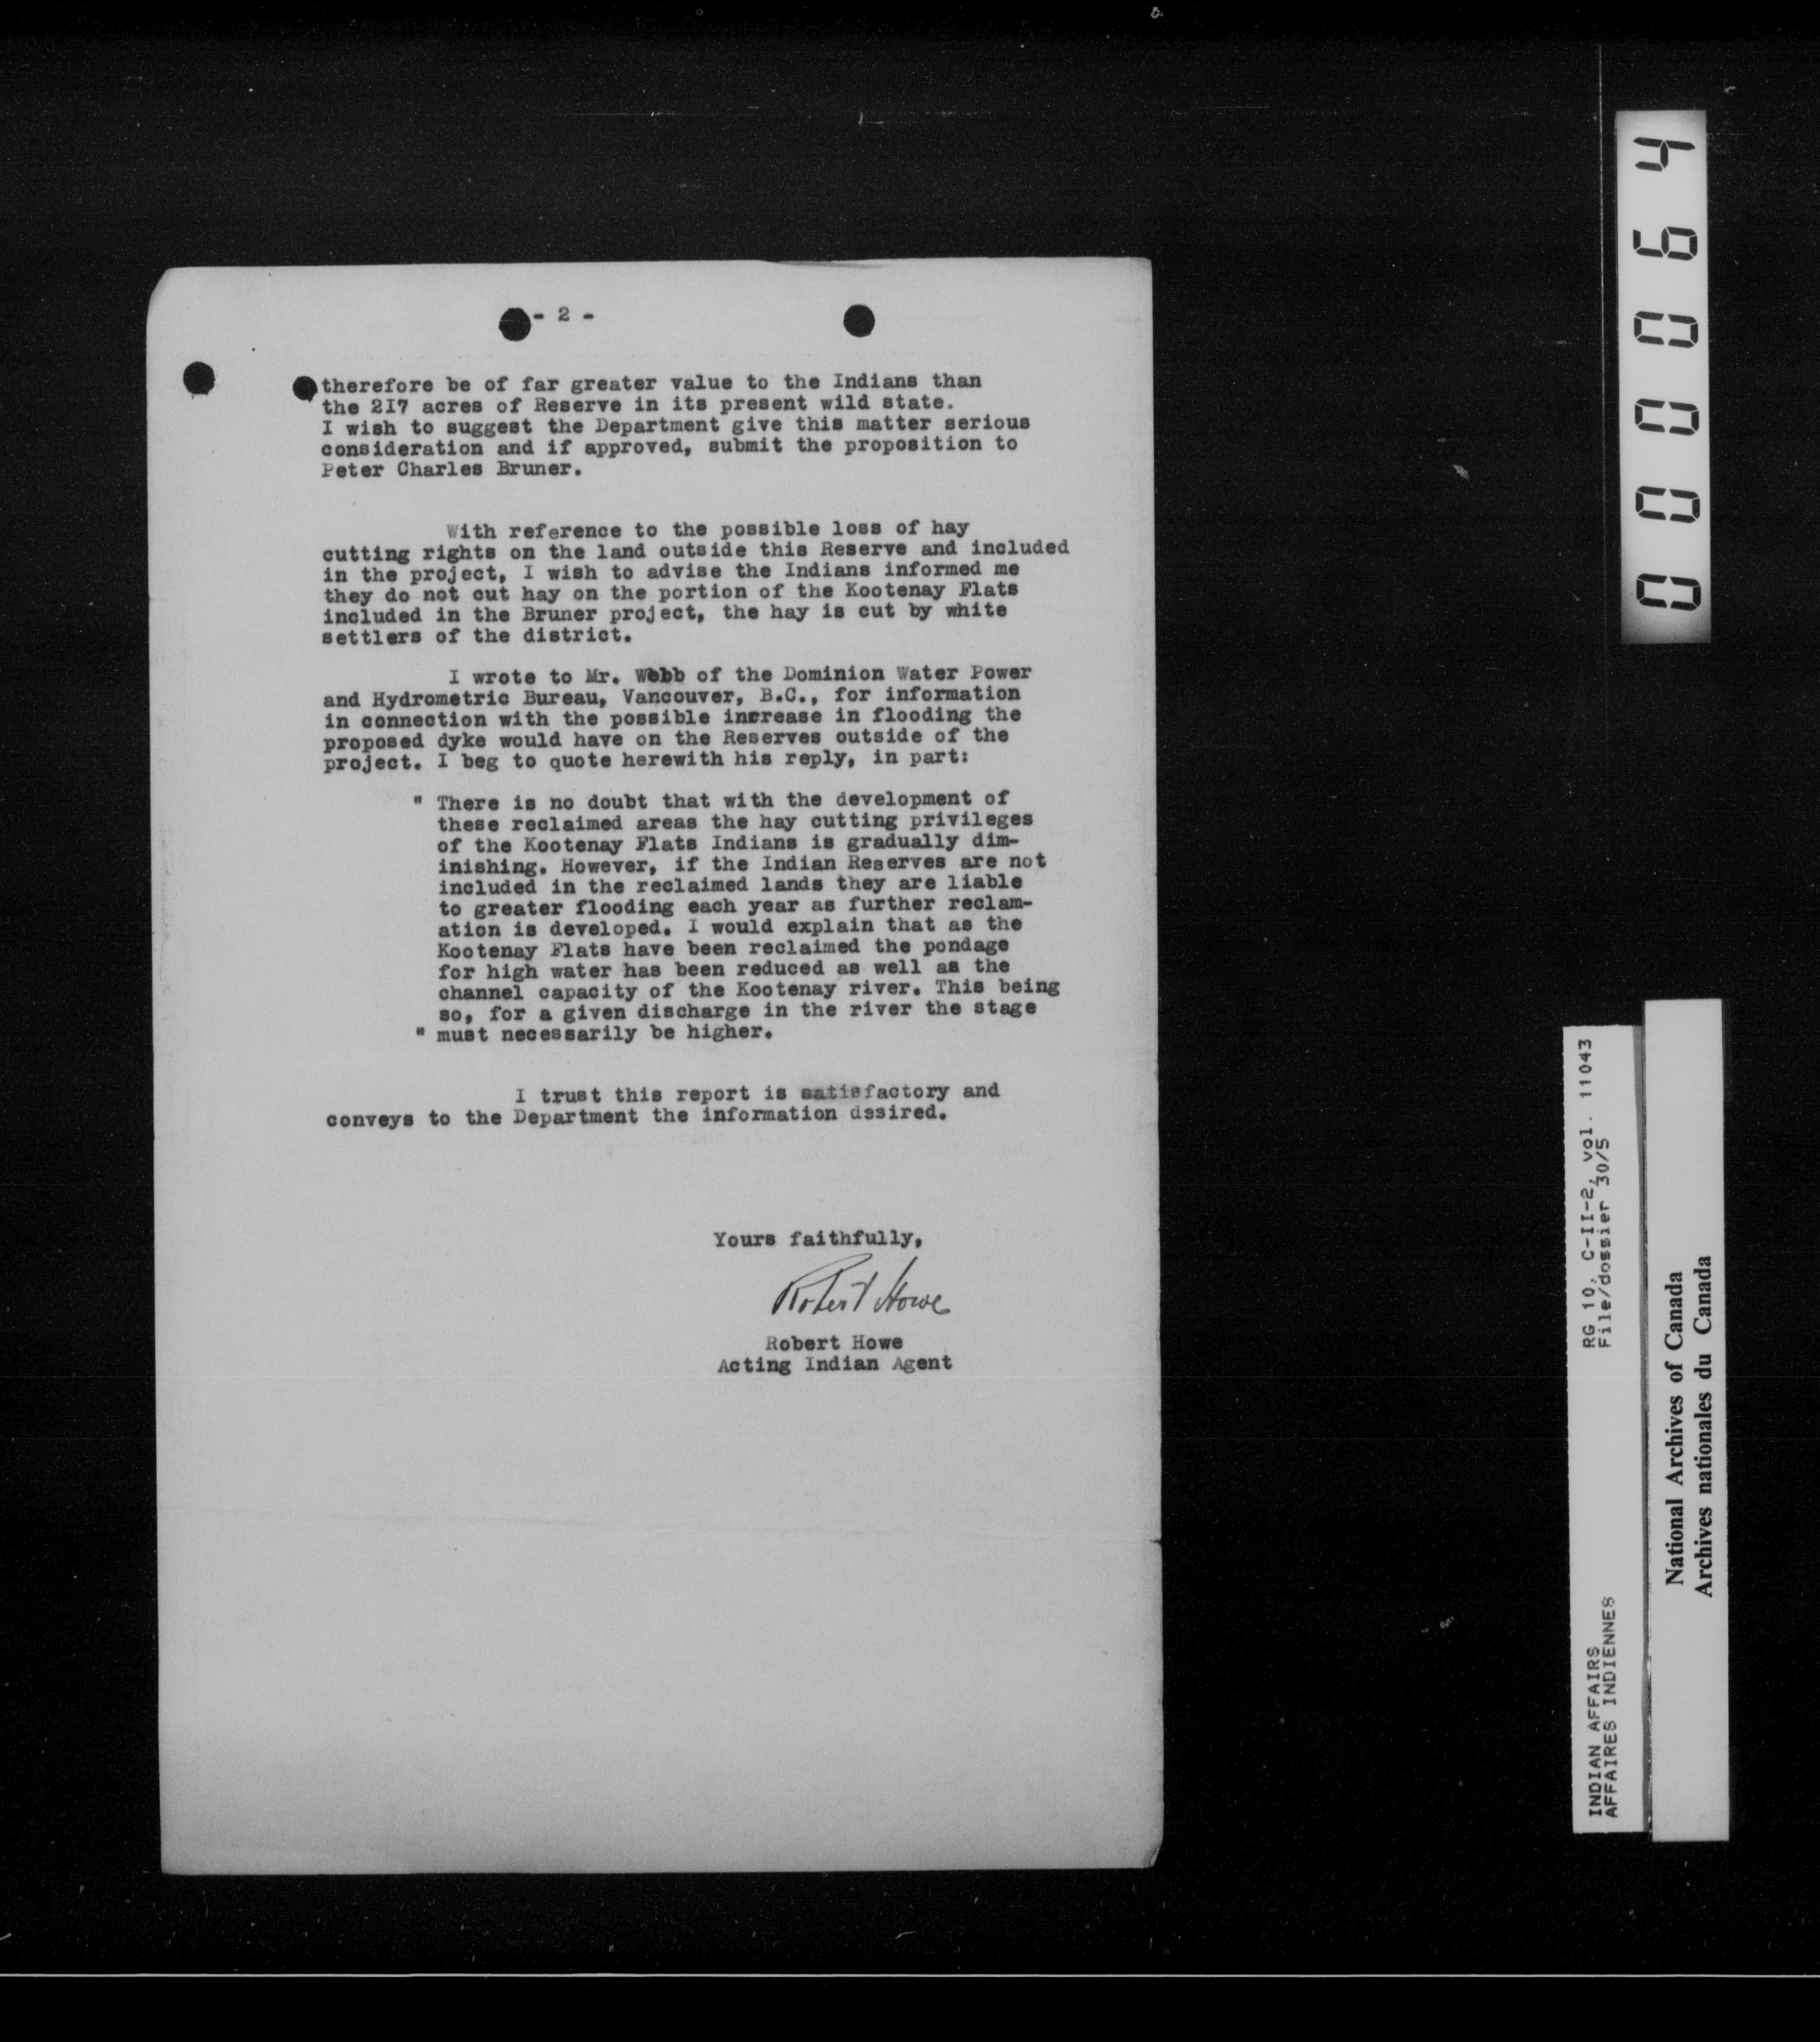 - 2 -
therefore be of far greater value to the Indians than
the 2I7 acres of Reserve in its present wild state.
I wish to suggest the Department give this matter serious
consideration and if approved, submit the proposition to
Peter Charles Bruner.
With reference to the possible loss of hay
cutting rights on the land outside this Reserve and included
in the project, I wish to advise the Indians informed me
they do not cut hay on the portion of the Kootenay Flats
included in the Bruner project, the hay is cut by white
settlers of the district.
I wrote to Mr. Webb of the Dominion Water Power
and Hydrometric Bureau, Vancouver, B.C., for information
in connection with the possible increase in flooding the
proposed dyke would have on the Reserves outside of the
project. I beg to quote herewith his reply, in part:
" There is no doubt that with the development of
these reclaimed areas the hay cutting privileges
of the Kootenay Flats Indians is gradually dim-
inishing. However, if the Indian Reserves are not
included in the reclaimed lands they are liable
to greater flooding each year as further reclam-
ation is developed. I would explain that as the
Kootenay Flats have been reclaimed the pondage
for high water has been reduced as well as the
channel capacity of the Kootenay river. This being
so, for a given discharge in the river the stage
" must necessarily be higher.
I trust this report is satisfactory and
conveys to the Department the information desired.
Yours faithfully,
Robert Howe
Robert Howe
Acting Indian Agent
000064
INDIAN AFFAIRS RG 10, C-II-2, vol. 11043
AFFAIRES INDIENNES File/dossier 30/5
National Archives of Canada
Archives nationales du Canada